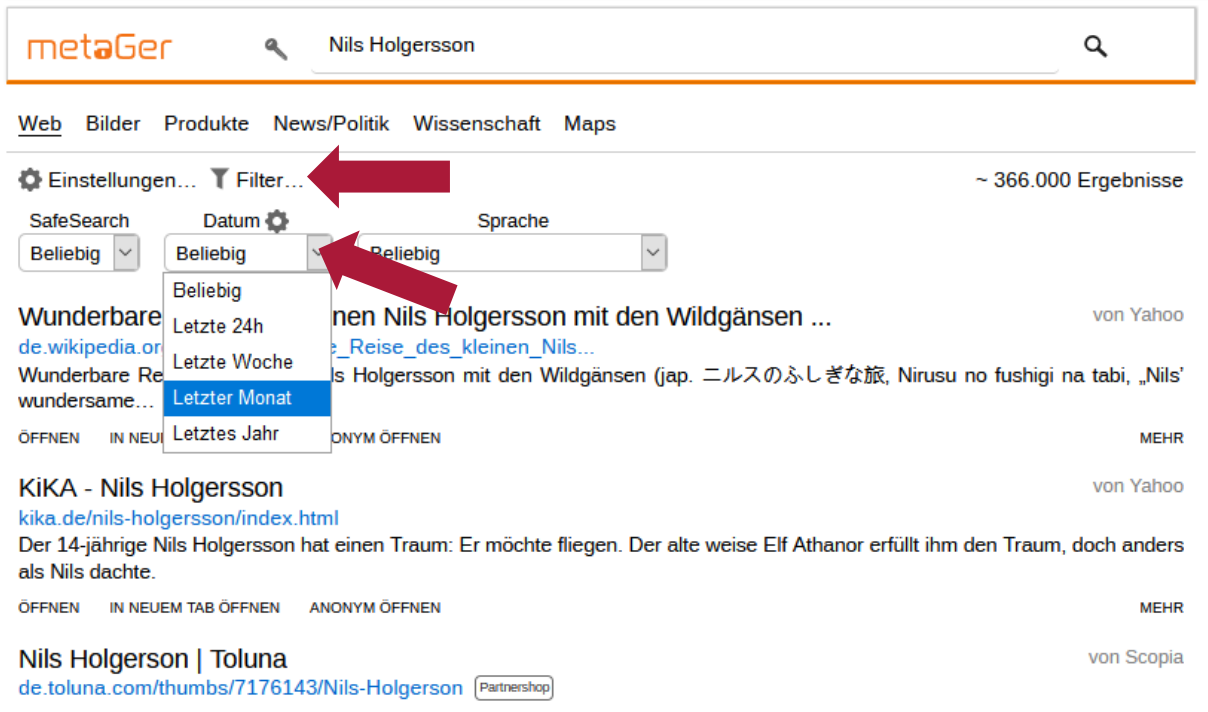 metaGer Nils Holgersson
Web Bilder Produkte News/Politik Wissenschaft Maps
Einstellungen... Filter... ~ 366.000 Ergebnisse
SafeSearch Datum Sprache
Beliebig Beliebig Beliebig
Beliebig
Letzte 24h
Letzte Woche
Letzter Monat
Letztes Jahr
Wunderbare nen Nils Holgersson mit den Wildgänsen ... von Yahoo
de.wikipedia.or e_Reise_des_kleinen_Nils...
Wunderbare Re ls Holgersson mit den Wildgänsen (jap. ニルスのふしぎな旅, Nirusu no fushigi na tabi, „Nils’
wundersame…
ÖFFNEN IN NEU ONYM ÖFFNEN MEHR
KiKA - Nils Holgersson von Yahoo
kika.de/nils-holgersson/index.html
Der 14-jährige Nils Holgersson hat einen Traum: Er möchte fliegen. Der alte weise Elf Athanor erfüllt ihm den Traum, doch anders
als Nils dachte.
ÖFFNEN IN NEUEM TAB ÖFFNEN ANONYM ÖFFNEN MEHR
Nils Holgerson | Toluna von Scopia
de.toluna.com/thumbs/7176143/Nils-Holgerson Partnershop